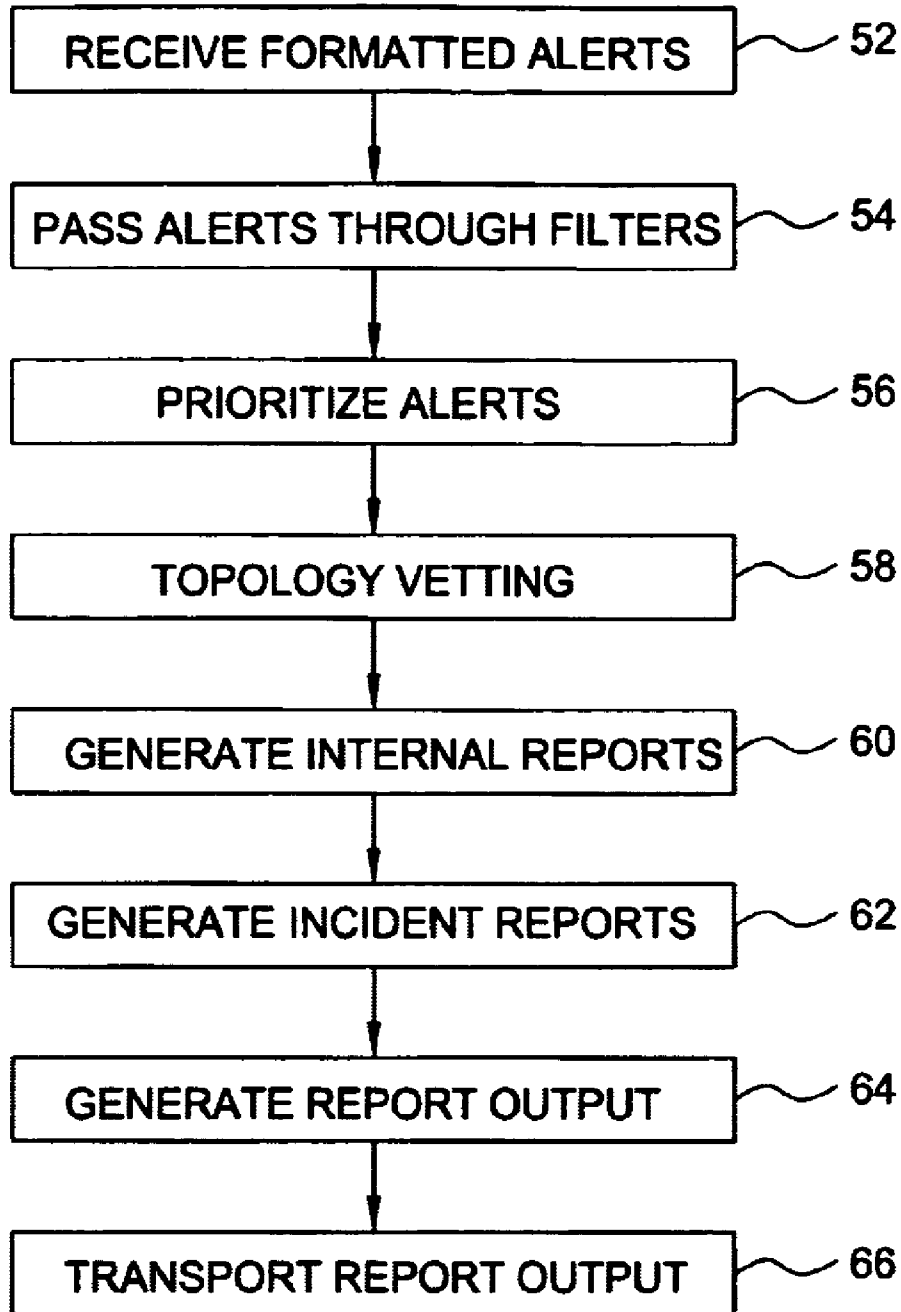 RECEIVE FORMATTED ALERTS 52
PASS ALERTS THROUGH FILTERS 54
PRIORITIZE ALERTS 56
TOPOLOGY VETTING 58
GENERATE INTERNAL REPORTS 60
GENERATE INCIDENT REPORTS 62
GENERATE REPORT OUTPUT 64
TRANSPORT REPORT OUTPUT 66